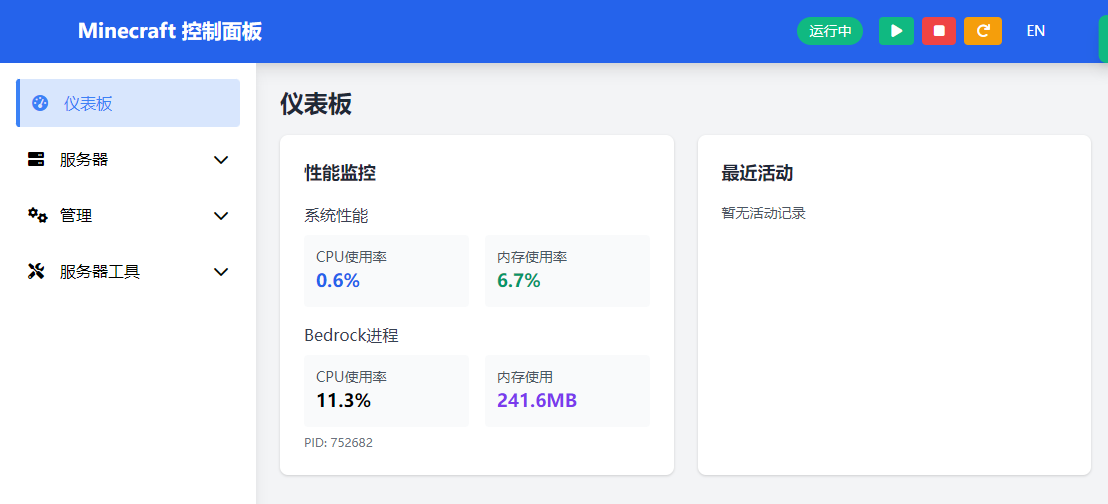 Minecraft 控制面板
运行中
EN
仪表板
服务器
管理
服务器工具
仪表板
性能监控
系统性能
CPU使用率
0.6%
内存使用率
6.7%
Bedrock进程
CPU使用率
11.3%
内存使用
241.6MB
PID: 752682
最近活动
暂无活动记录